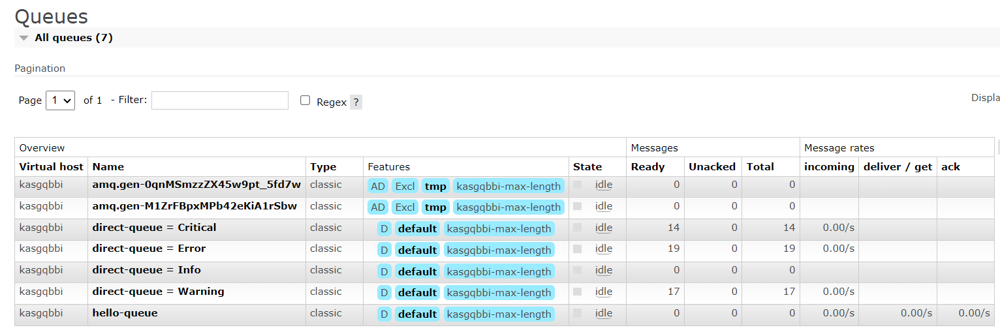 Queues
All queues (7)
Pagination
Page 1 of 1 - Filter: Regex ? Displa
Overview Messages Message rates
Virtual host Name Type Features State Ready Unacked Total incoming deliver / get ack
kasgqbbi amq.gen-0qnMSmzzZX45w9pt_5fd7w classic AD Excl tmp kasgqbbi-max-length idle 0 0 0
kasgqbbi amq.gen-M1ZrFBpxMPb42eKiA1rSbw classic AD Excl tmp kasgqbbi-max-length idle 0 0 0
kasgqbbi direct-queue = Critical classic D default kasgqbbi-max-length idle 14 0 14 0.00/s
kasgqbbi direct-queue = Error classic D default kasgqbbi-max-length idle 19 0 19 0.00/s
kasgqbbi direct-queue = Info classic D default kasgqbbi-max-length idle 0 0 0
kasgqbbi direct-queue = Warning classic D default kasgqbbi-max-length idle 17 0 17 0.00/s
kasgqbbi hello-queue classic D default kasgqbbi-max-length idle 0 0 0 0.00/s 0.00/s 0.00/s